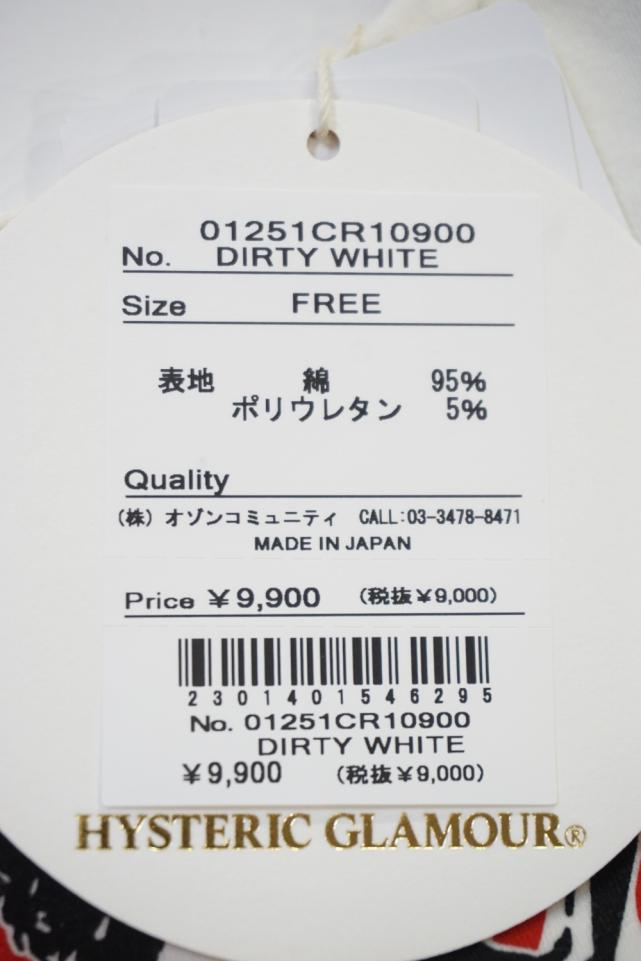 01251CR10900
No. DIRTY WHITE
Size FREE
表地 綿 95%
ポリウレタン 5%
Quality
(株) オゾンコミュニティ CALL:03-3478-8471
MADE IN JAPAN
Price ¥9,900 (税抜¥9,000)
2301401546295
No. 01251CR10900
DIRTY WHITE
¥9,900 (税抜¥9,000)
HYSTERIC GLAMOUR®